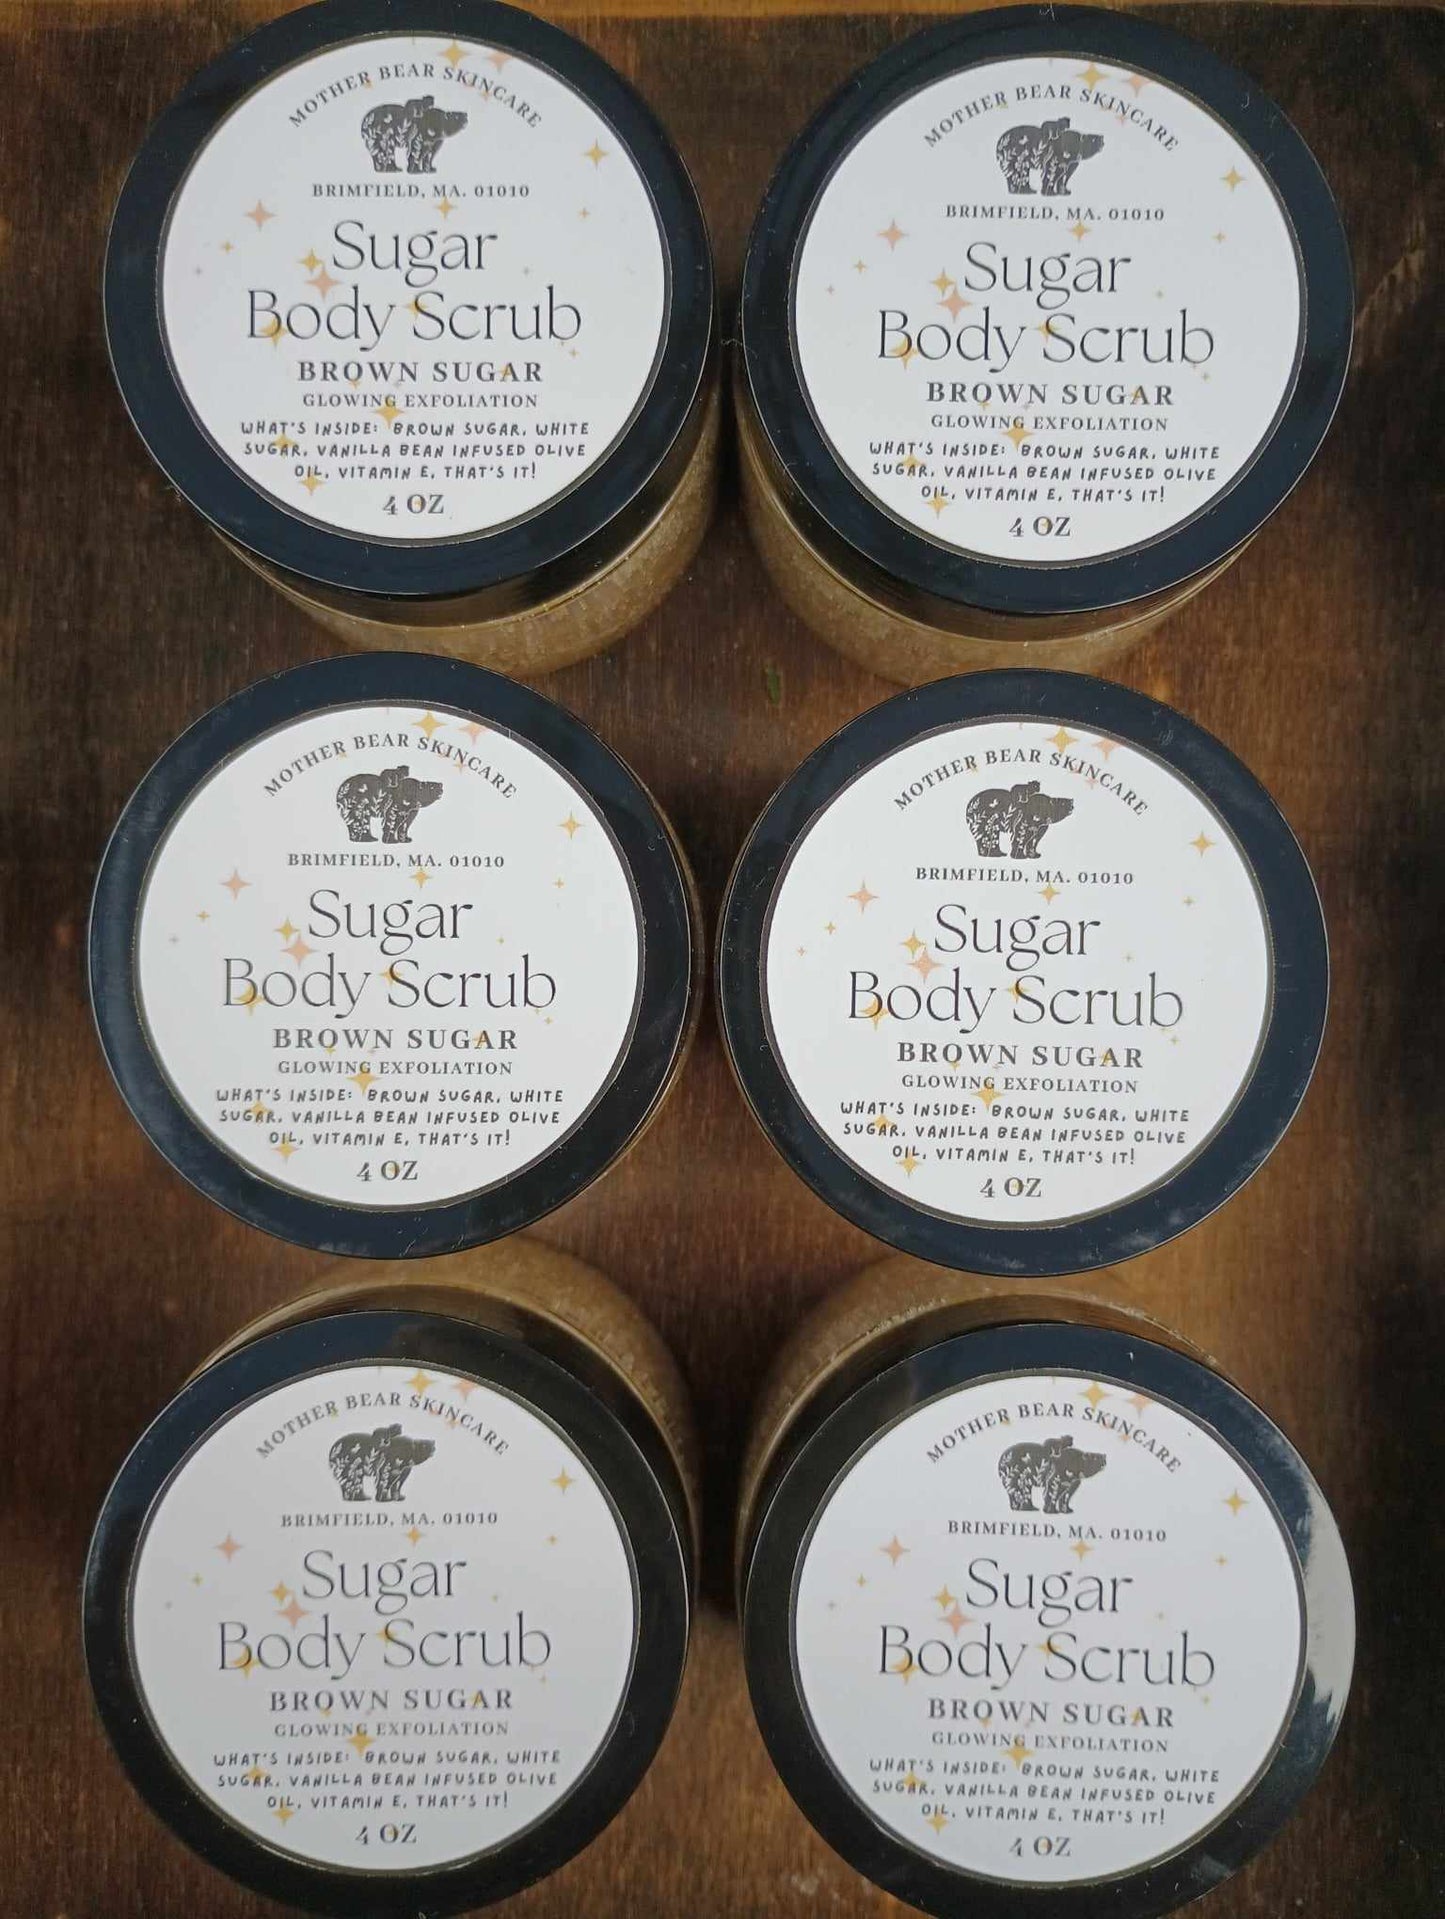 MOTHER BEAR SKINCARE
BRIMFIELD, MA. 01010
Sugar
Body Scrub
BROWN SUGAR
GLOWING EXFOLIATION
WHAT'S INSIDE: BROWN SUGAR, WHITE
SUGAR, VANILLA BEAN INFUSED OLIVE
OIL, VITAMIN E, THAT'S IT!
4 OZ
MOTHER BEAR SKINCARE
BRIMFIELD, MA. 01010
Sugar
Body Scrub
BROWN SUGAR
GLOWING EXFOLIATION
WHAT'S INSIDE: BROWN SUGAR, WHITE
SUGAR, VANILLA BEAN INFUSED OLIVE
OIL, VITAMIN E, THAT'S IT!
4 OZ
MOTHER BEAR SKINCARE
BRIMFIELD, MA. 01010
Sugar
Body Scrub
BROWN SUGAR
GLOWING EXFOLIATION
WHAT'S INSIDE: BROWN SUGAR, WHITE
SUGAR, VANILLA BEAN INFUSED OLIVE
OIL, VITAMIN E, THAT'S IT!
4 OZ
MOTHER BEAR SKINCARE
BRIMFIELD, MA. 01010
Sugar
Body Scrub
BROWN SUGAR
GLOWING EXFOLIATION
WHAT'S INSIDE: BROWN SUGAR, WHITE
SUGAR, VANILLA BEAN INFUSED OLIVE
OIL, VITAMIN E, THAT'S IT!
4 OZ
MOTHER BEAR SKINCARE
BRIMFIELD, MA. 01010
Sugar
Body Scrub
BROWN SUGAR
GLOWING EXFOLIATION
WHAT'S INSIDE: BROWN SUGAR, WHITE
SUGAR, VANILLA BEAN INFUSED OLIVE
OIL, VITAMIN E, THAT'S IT!
4 OZ
MOTHER BEAR SKINCARE
BRIMFIELD, MA. 01010
Sugar
Body Scrub
BROWN SUGAR
GLOWING EXFOLIATION
WHAT'S INSIDE: BROWN SUGAR, WHITE
SUGAR, VANILLA BEAN INFUSED OLIVE
OIL, VITAMIN E, THAT'S IT!
4 OZ